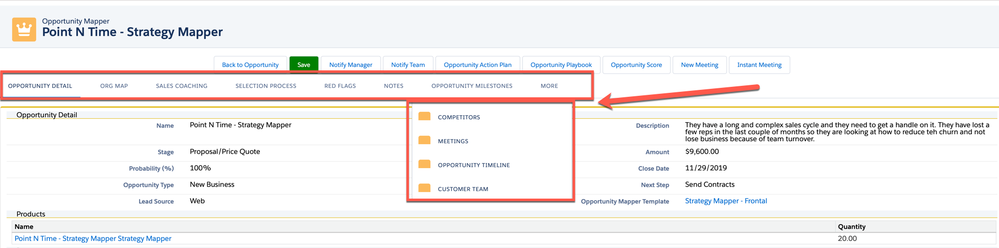 Opportunity Mapper
Point N Time - Strategy Mapper
Back to Opportunity
Save
Notify Manager
Notify Team
Opportunity Action Plan
Opportunity Playbook
Opportunity Score
New Meeting
Instant Meeting
OPPORTUNITY DETAIL
ORG MAP
SALES COACHING
SELECTION PROCESS
RED FLAGS
NOTES
OPPORTUNITY MILESTONES
MORE
COMPETITORS
MEETINGS
OPPORTUNITY TIMELINE
CUSTOMER TEAM
Opportunity Detail
Name Point N Time - Strategy Mapper
Stage Proposal/Price Quote
Probability (%) 100%
Opportunity Type New Business
Lead Source Web
Description They have a long and complex sales cycle and they need to get a handle on it. They have lost a
few reps in the last couple of months so they are looking at how to reduce teh churn and not
lose business because of team turnover.
Amount $9,600.00
Close Date 11/29/2019
Next Step Send Contracts
Opportunity Mapper Template Strategy Mapper - Frontal
Products
Name Quantity
Point N Time - Strategy Mapper Strategy Mapper 20.00